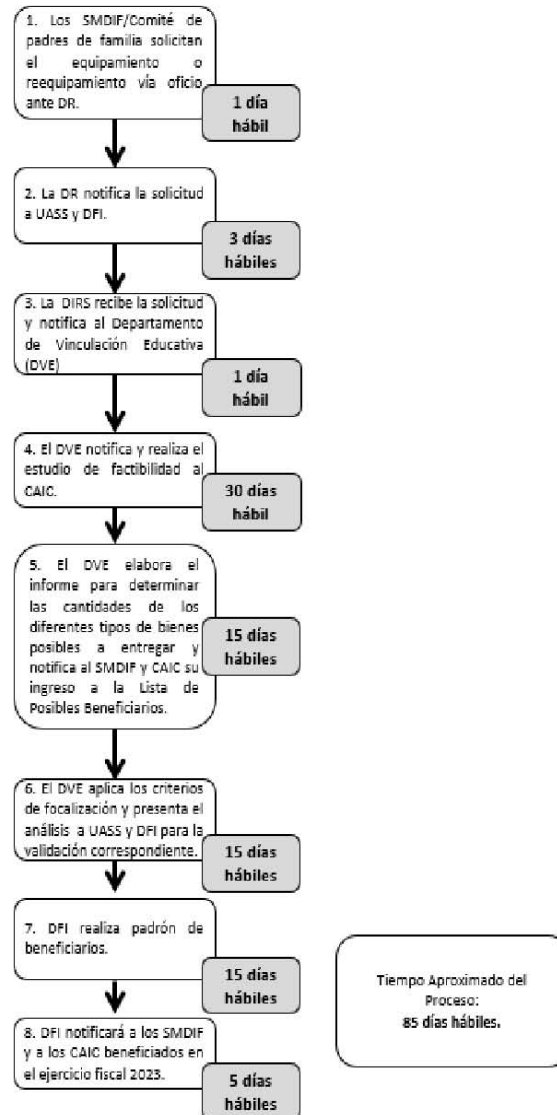 1. Los SMDIF/Comité de
padres de familia solicitan
el equipamiento o
reequipamiento vía oficio
ante DR.
1 día
hábil
2. La DR notifica la solicitud
a UASS y DFI.
3 días
hábiles
3. La DIRS recibe la solicitud
y notifica al Departamento
de Vinculación Educativa
(DVE)
1 día
hábil
4. El DVE notifica y realiza el
estudio de factibilidad al
CAIC.
30 días
hábil
5. El DVE elabora el
informe para determinar
las cantidades de los
diferentes tipos de bienes
posibles a entregar y
notifica al SMDIF y CAIC su
ingreso a la Lista de
Posibles Beneficiarios.
15 días
hábiles
6. El DVE aplica los criterios
de focalización y presenta el
análisis a UASS y DFI para la
validación correspondiente.
15 días
hábiles
7. DFI realiza padrón de
beneficiarios.
15 días
hábiles
8. DFI notificará a los SMDIF
y a los CAIC beneficiados en
el ejercicio fiscal 2023.
5 días
hábiles
Tiempo Aproximado del
Proceso:
85 días hábiles.